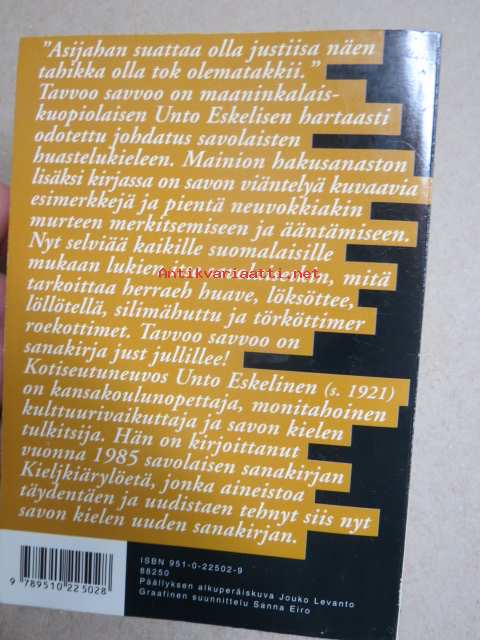 "Asijahan suattaa olla justiisa näen
tahikka olla tok olematakkii."
Tavvoo savvoo on maaninkalais-
kuopiolaisen Unto Eskelisen hartaasti
odotettu johdatus savolaisten
huastelukieleen. Mainion hakusanaston
lisäksi kirjassa on savon viäntelyä kuvaavia
esimerkkejä ja pientä neuvokkiakin
murteen merkitsemiseen ja ääntämiseen.
Nyt selviää kaikille suomalaisille
mukaan lukien mitä
Antikvariaatti.net
tarkoittaa herraeh huave, löksöttee,
löllötellä, silimähuttu ja törköttimer
roekottimet. Tavvoo savvoo on
sanakirja just jullillee!
Kotiseutuneuvos Unto Eskelinen (s. 1921)
on kansakoulunopettaja, monitahoinen
kulttuurivaikuttaja ja savon kielen
tulkitsija. Hän on kirjoittanut
vuonna 1985 savolaisen sanakirjan
Kieljkiärylöetä, jonka aineistoa
täydentäen ja uudistaen tehnyt siis nyt
savon kielen uuden sanakirjan.
ISBN 951-0-22502-9
88250
Päällyksen alkuperäiskuva Jouko Levanto
Graafinen suunnittelu Sanna Eiro
9 789510 225028